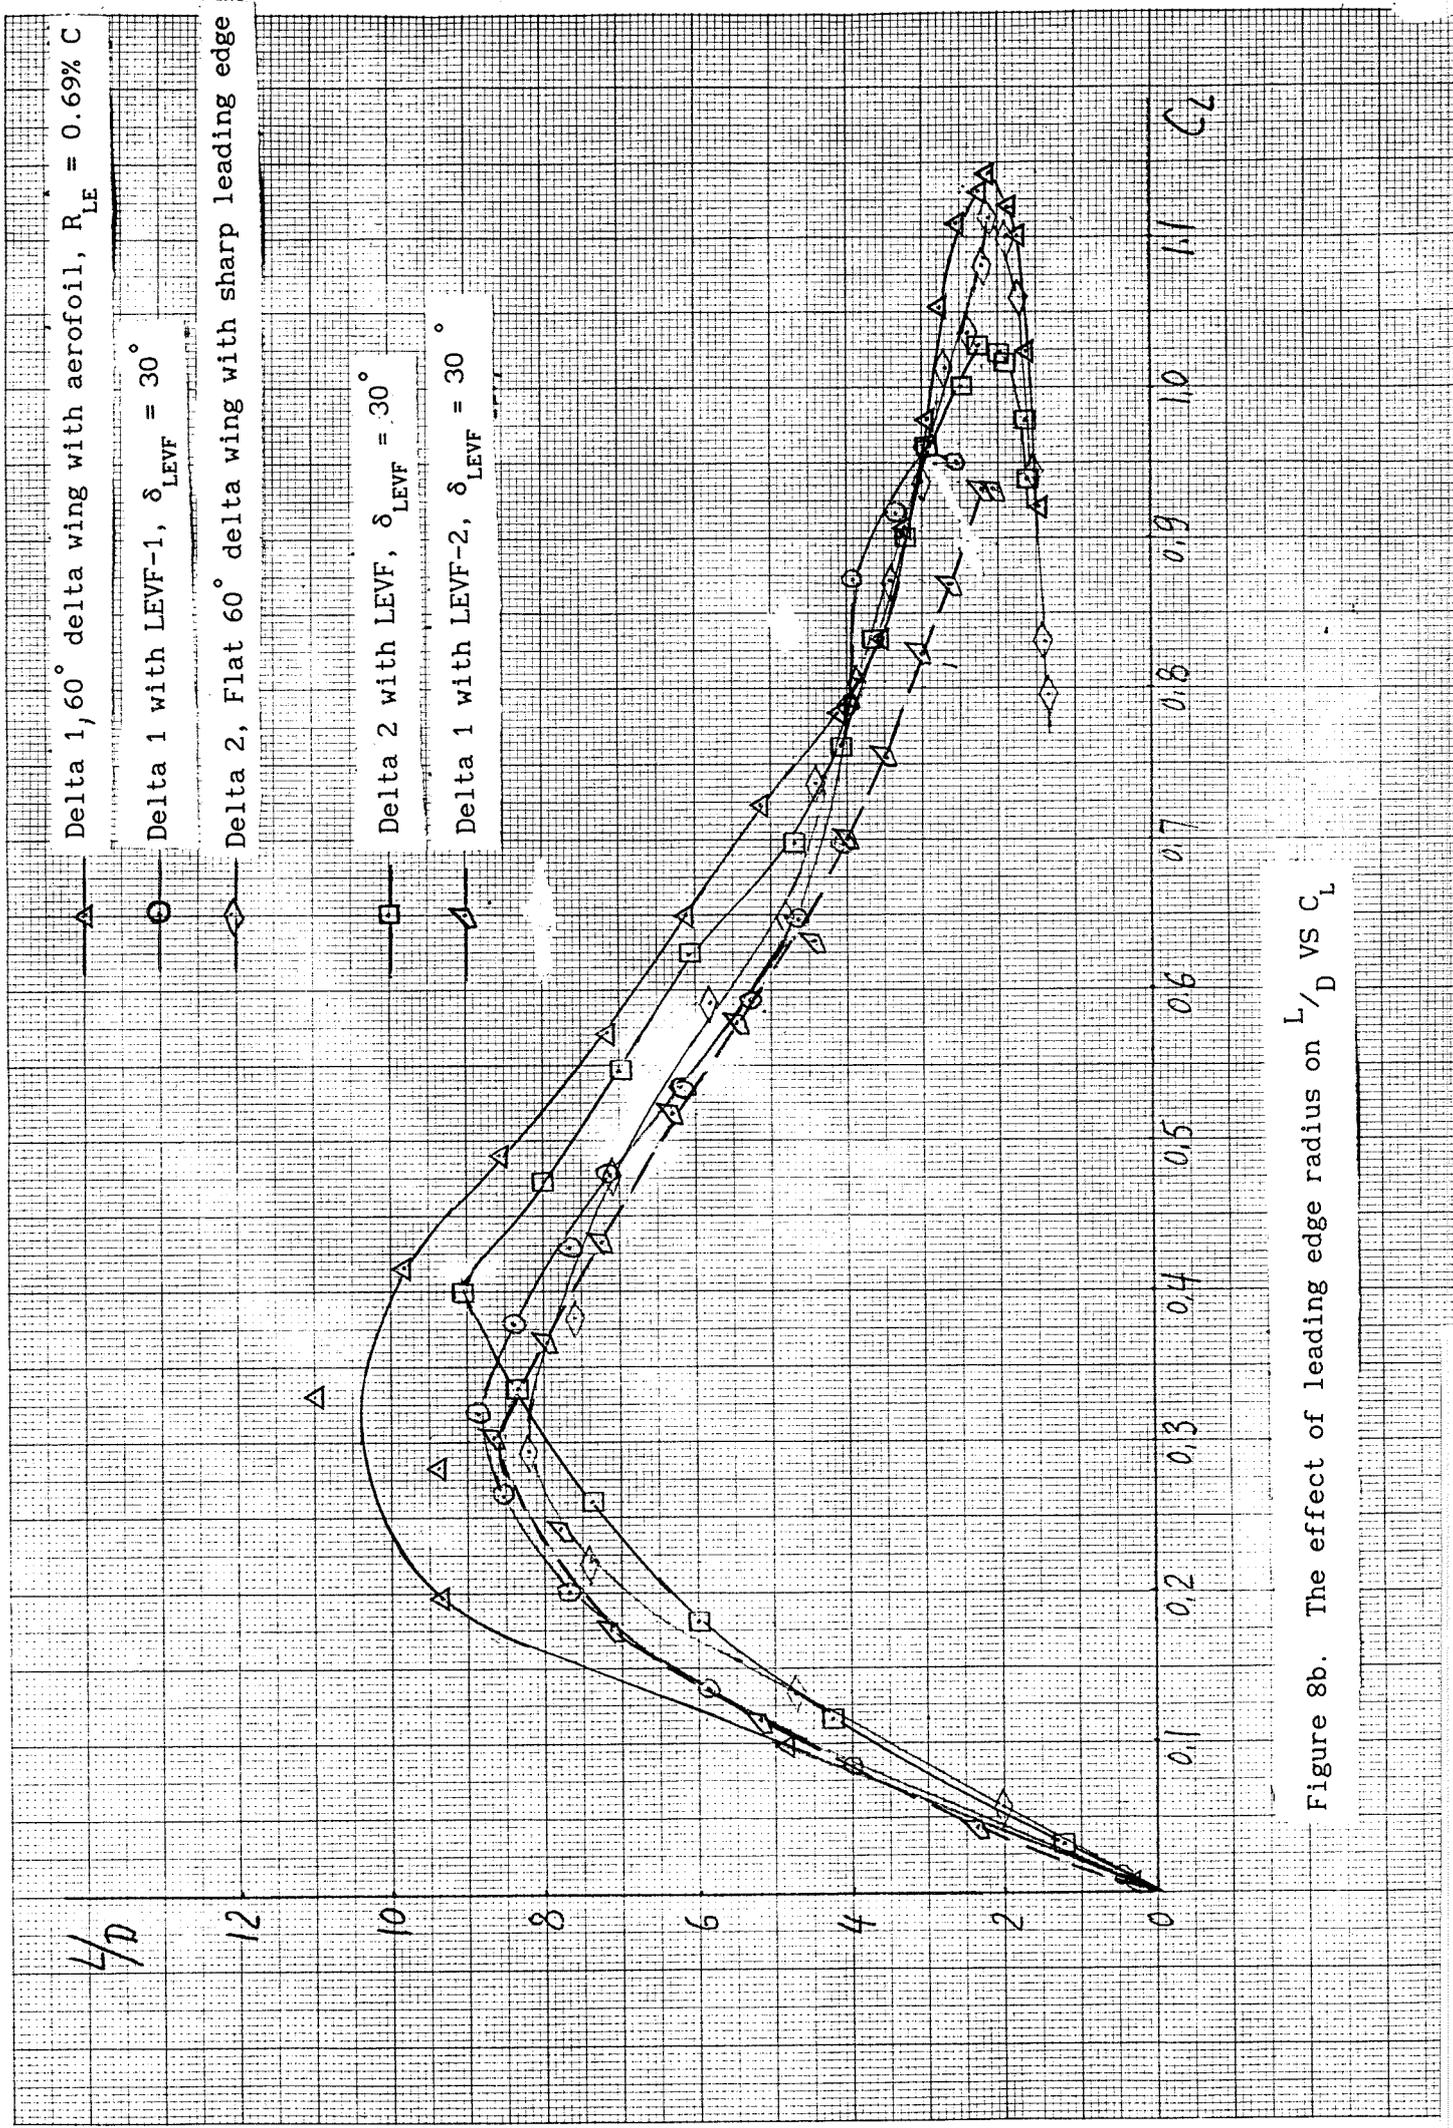 L/D
Delta 1, 60° delta wing with aerofoil, R_LE = 0.69% C
Delta 1 with LEVF-1, δ_LEVF = 30°
Delta 2, Flat 60° delta wing with sharp leading edge
Delta 2 with LEVF, δ_LEVF = 30°
Delta 1 with LEVF-2, δ_LEVF = 30°
12
10
8
6
4
2
0
0,1
0,2
0,3
0,4
0,5
0,6
0,7
0,8
0,9
1,0
1,1
C_L
Figure 8b. The effect of leading edge radius on L/D VS C_L